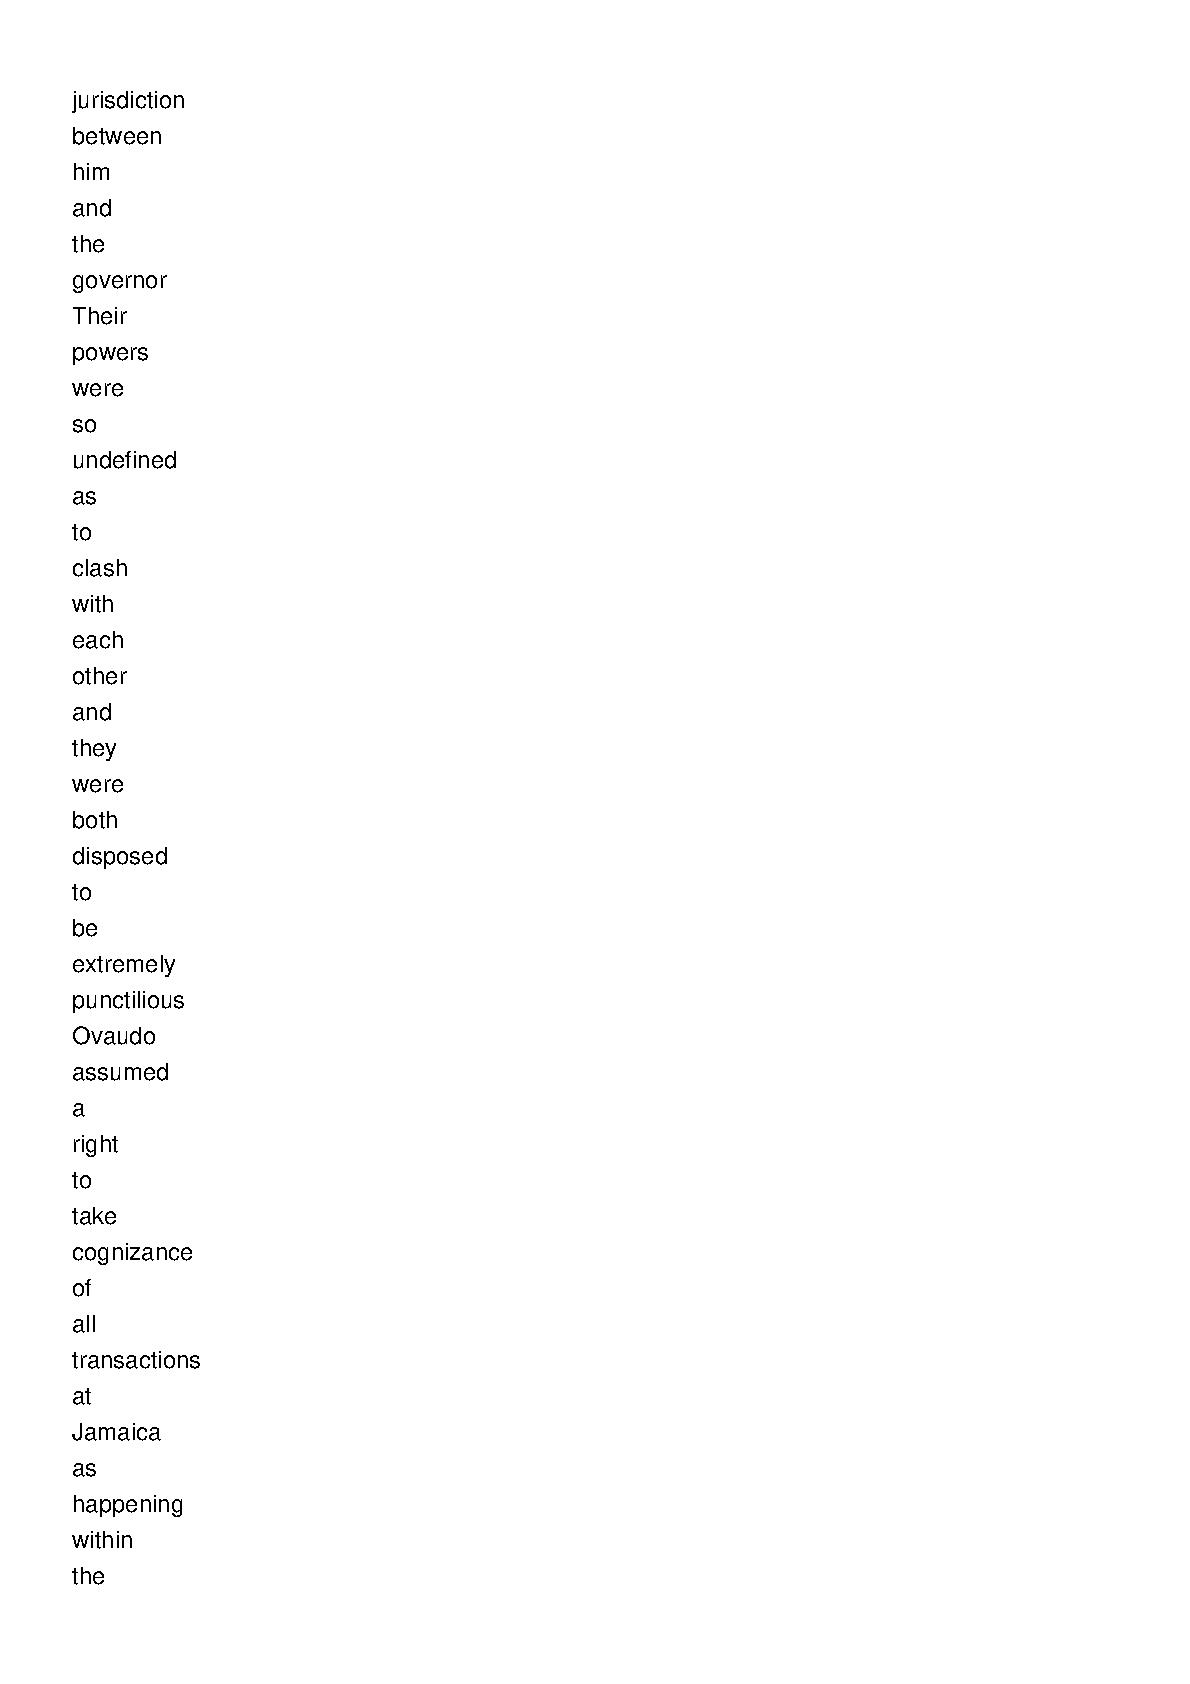 jurisdiction
between
him
and
the
governor
Their
powers
were
so
undefined
as
to
clash
with
each
other
and
they
were
both
disposed
to
be
extremely
punctilious
Ovaudo
assumed
a
right
to
take
cognizance
of
all
transactions
at
Jamaica
as
happening
within
the